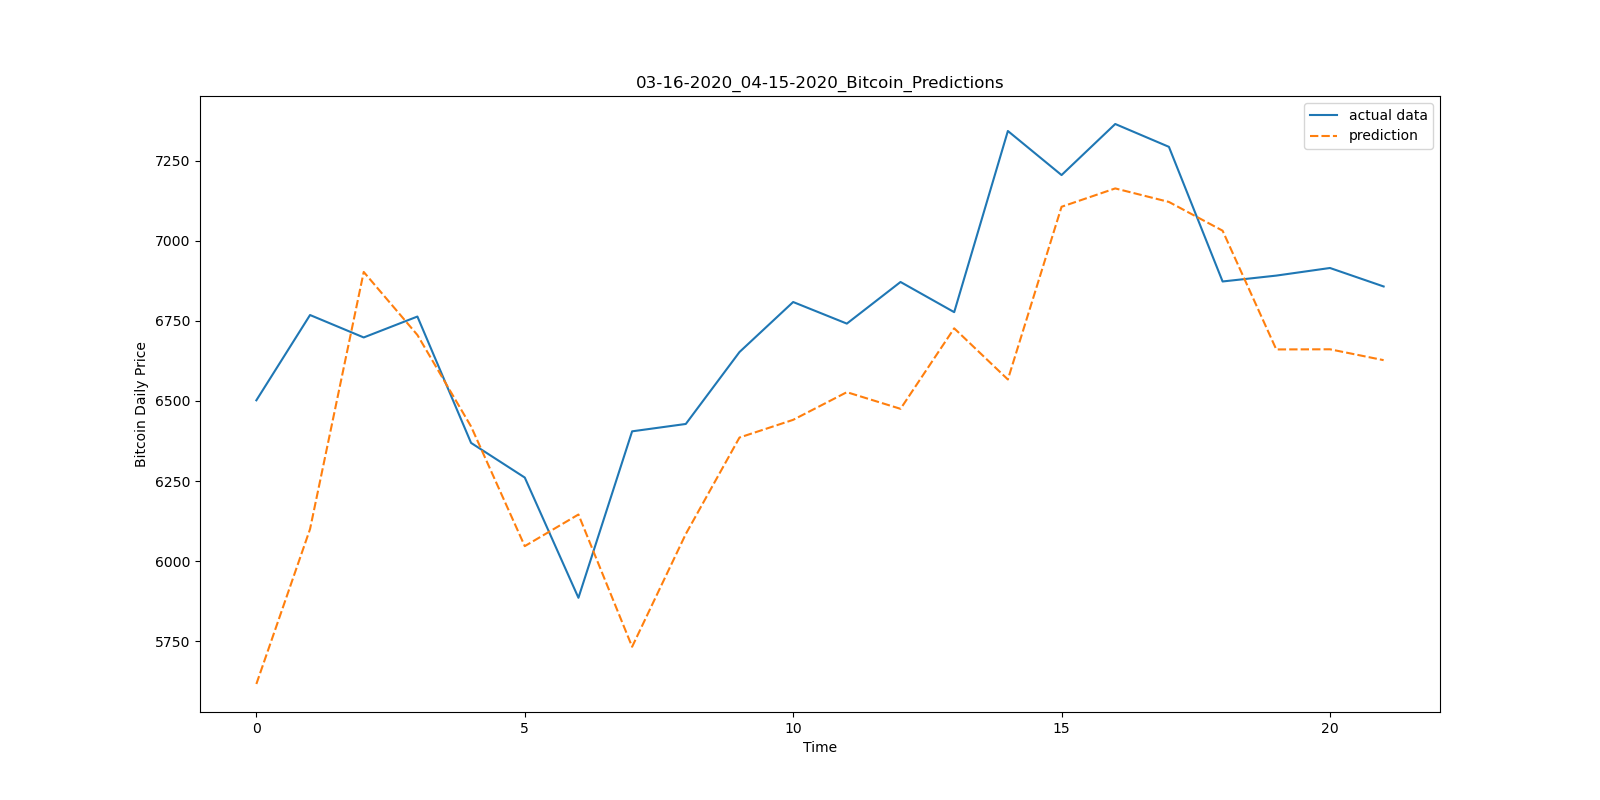 03-16-2020_04-15-2020_Bitcoin_Predictions
actual data
prediction
Bitcoin Daily Price
7250
7000
6750
6500
6250
6000
5750
0
5
10
15
20
Time